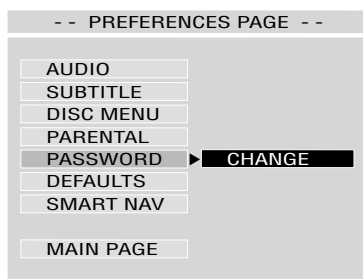 - - PREFERENCES PAGE - -
AUDIO
SUBTITLE
DISC MENU
PARENTAL
PASSWORD CHANGE
DEFAULTS
SMART NAV
MAIN PAGE